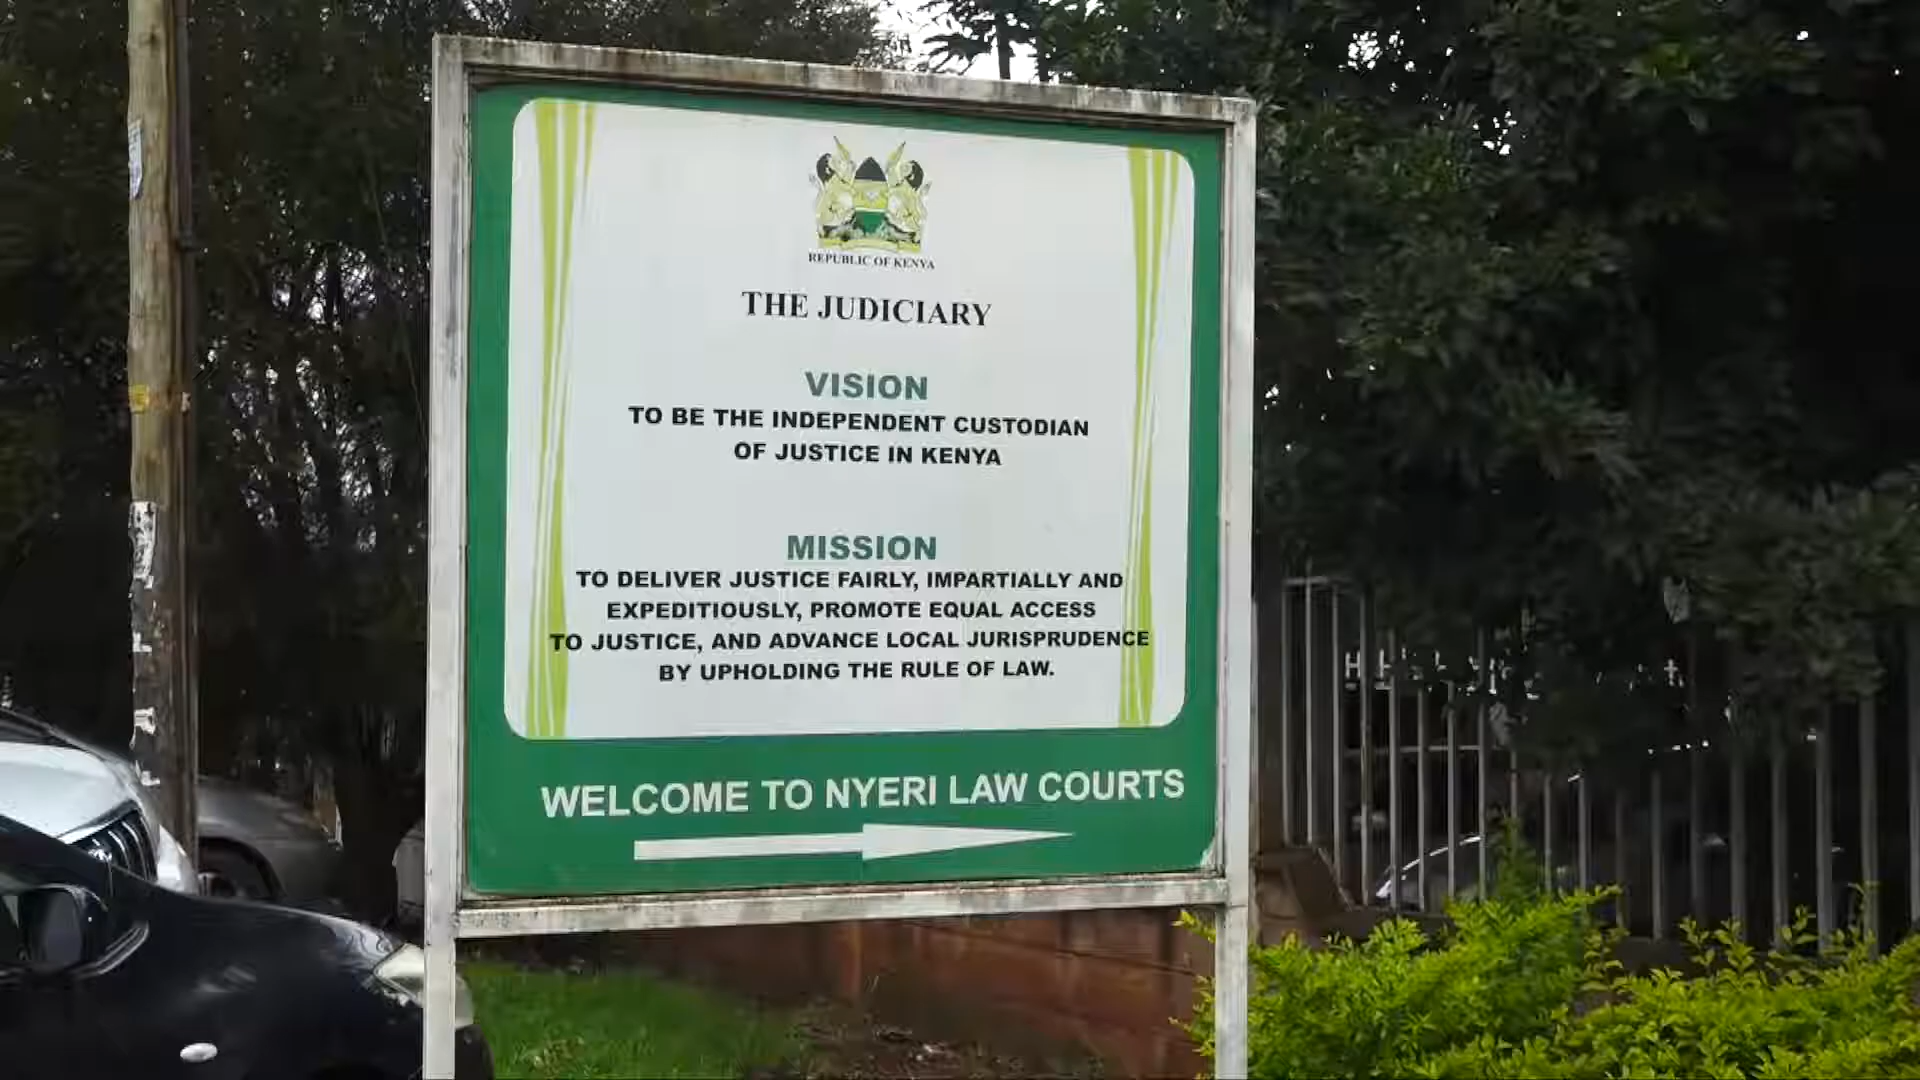 REPUBLIC OF KENYA
THE JUDICIARY
VISION
TO BE THE INDEPENDENT CUSTODIAN
OF JUSTICE IN KENYA
MISSION
TO DELIVER JUSTICE FAIRLY, IMPARTIALLY AND
EXPEDITIOUSLY, PROMOTE EQUAL ACCESS
TO JUSTICE, AND ADVANCE LOCAL JURISPRUDENCE
BY UPHOLDING THE RULE OF LAW.
WELCOME TO NYERI LAW COURTS